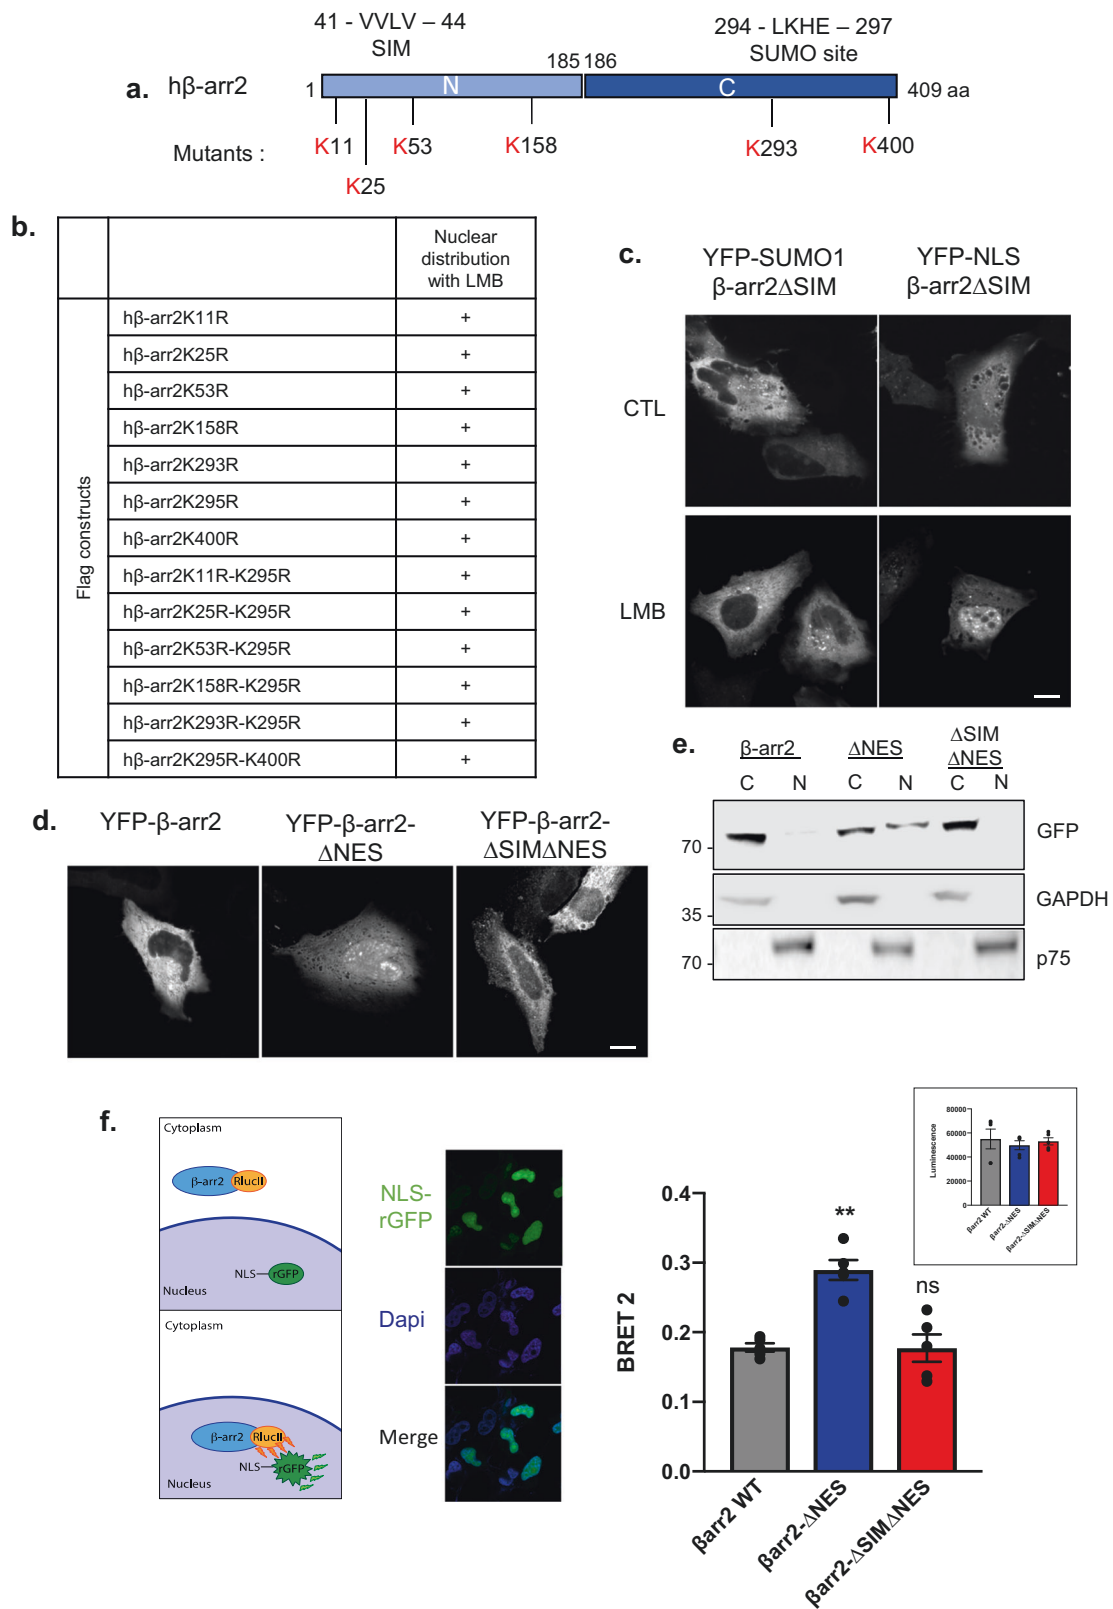 41 - VVLV – 44
SIM
294 - LKHE – 297
SUMO site
185 186
a. hβ-arr2 1 N C 409 aa
Mutants : K11 K53 K158 K293 K400
K25
b.
Nuclear
distribution
with LMB
Flag constructs
hβ-arr2K11R +
hβ-arr2K25R +
hβ-arr2K53R +
hβ-arr2K158R +
hβ-arr2K293R +
hβ-arr2K295R +
hβ-arr2K400R +
hβ-arr2K11R-K295R +
hβ-arr2K25R-K295R +
hβ-arr2K53R-K295R +
hβ-arr2K158R-K295R +
hβ-arr2K293R-K295R +
hβ-arr2K295R-K400R +
c.
YFP-SUMO1
β-arr2ΔSIM
YFP-NLS
β-arr2ΔSIM
CTL
LMB
d.
YFP-β-arr2
YFP-β-arr2-
ΔNES
YFP-β-arr2-
ΔSIMΔNES
e.
β-arr2
ΔNES
ΔSIM
ΔNES
C N C N C N
70 - GFP
35 - GAPDH
70 - p75
f.
Cytoplasm
β-arr2 RlucII
NLS rGFP
Nucleus
Cytoplasm
β-arr2 RlucII
NLS rGFP
Nucleus
NLS-
rGFP
Dapi
Merge
BRET 2
0.4
0.3
0.2
0.1
0.0
**
ns
βarr2 WT
βarr2-ΔNES
βarr2-ΔSIMΔNES
Luminescence
80000
60000
40000
20000
0
βarr2 WT
βarr2-ΔNES
βarr2-ΔSIMΔNES